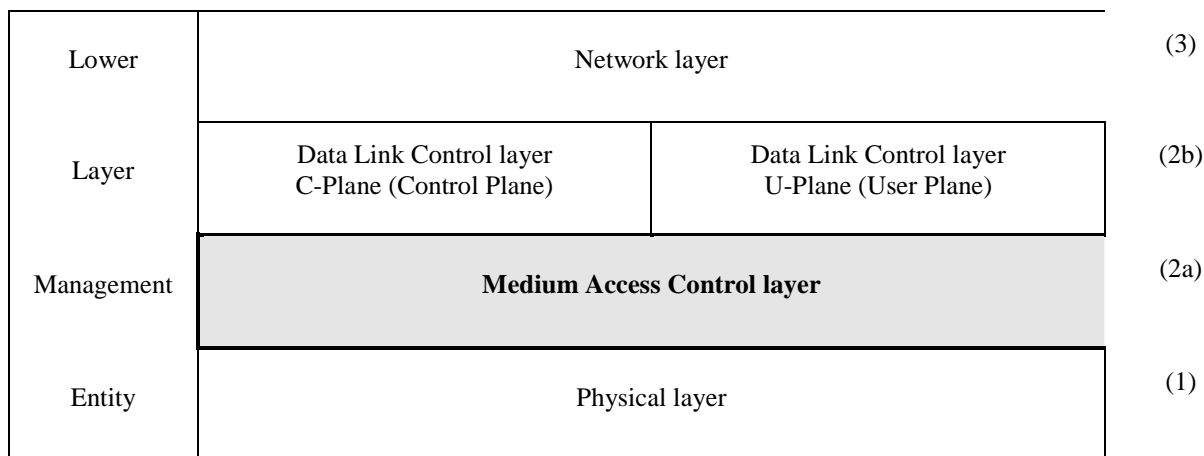 Lower
Network layer
(3)
Layer
Data Link Control layer
C-Plane (Control Plane)
Data Link Control layer
U-Plane (User Plane)
(2b)
Management
Medium Access Control layer
(2a)
Entity
Physical layer
(1)